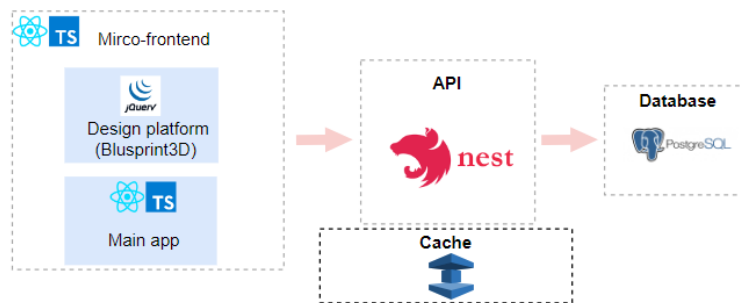 TS
Mirco-frontend
jQuery
Design platform
(Blusprint3D)
TS
Main app
API
nest
Cache
Database
PostgreSQL